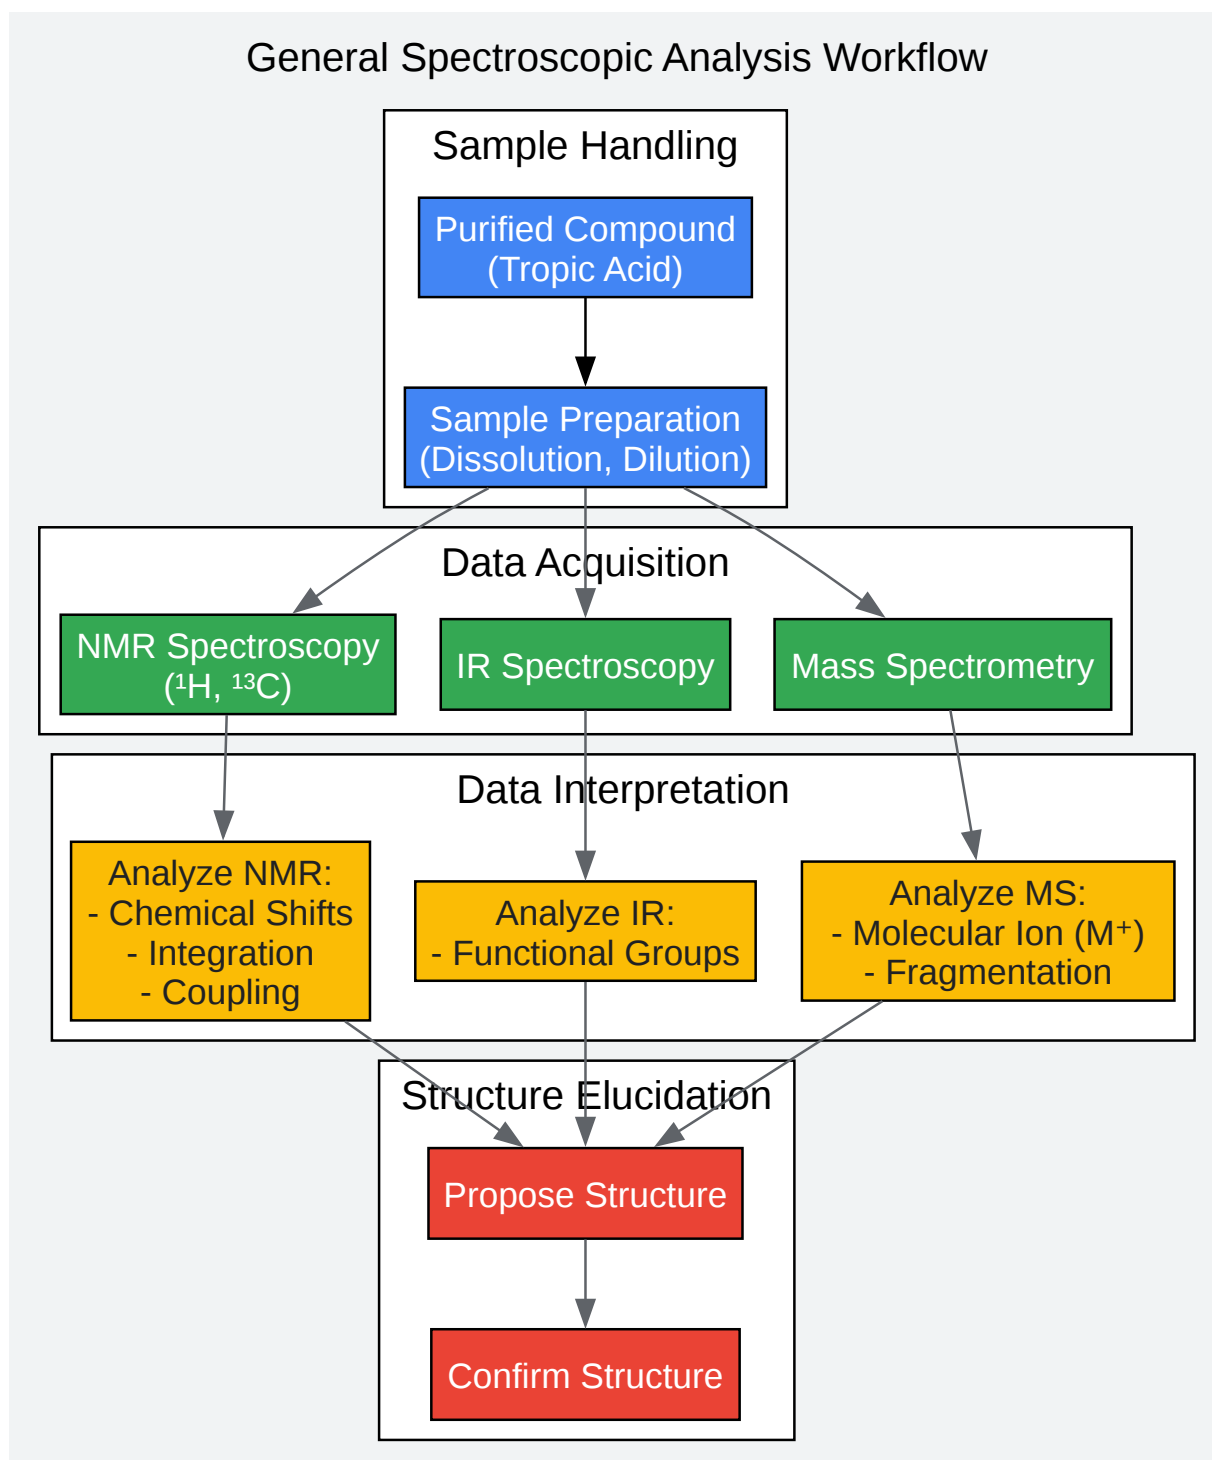 General Spectroscopic Analysis Workflow
Sample Handling
Purified Compound
(Tropic Acid)
Sample Preparation
(Dissolution, Dilution)
Data Acquisition
NMR Spectroscopy
(¹H, ¹³C)
IR Spectroscopy
Mass Spectrometry
Data Interpretation
Analyze NMR:
- Chemical Shifts
- Integration
- Coupling
Analyze IR:
- Functional Groups
Analyze MS:
- Molecular Ion (M⁺)
- Fragmentation
Structure Elucidation
Propose Structure
Confirm Structure